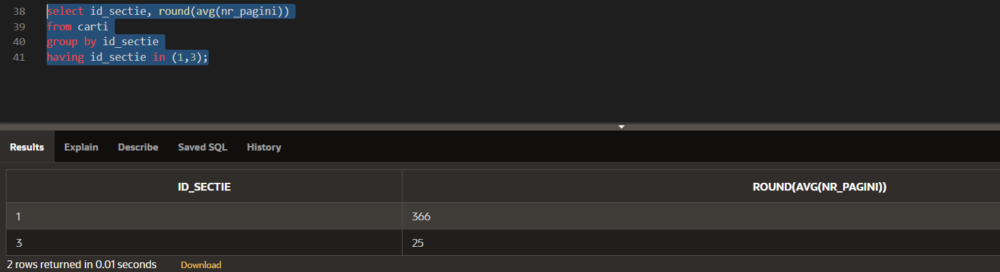 38 select id_sectie, round(avg(nr_pagini))
39 from carti
40 group by id_sectie
41 having id_sectie in (1,3);
Results Explain Describe Saved SQL History
ID_SECTIE ROUND(AVG(NR_PAGINI))
1 366
3 25
2 rows returned in 0.01 seconds Download